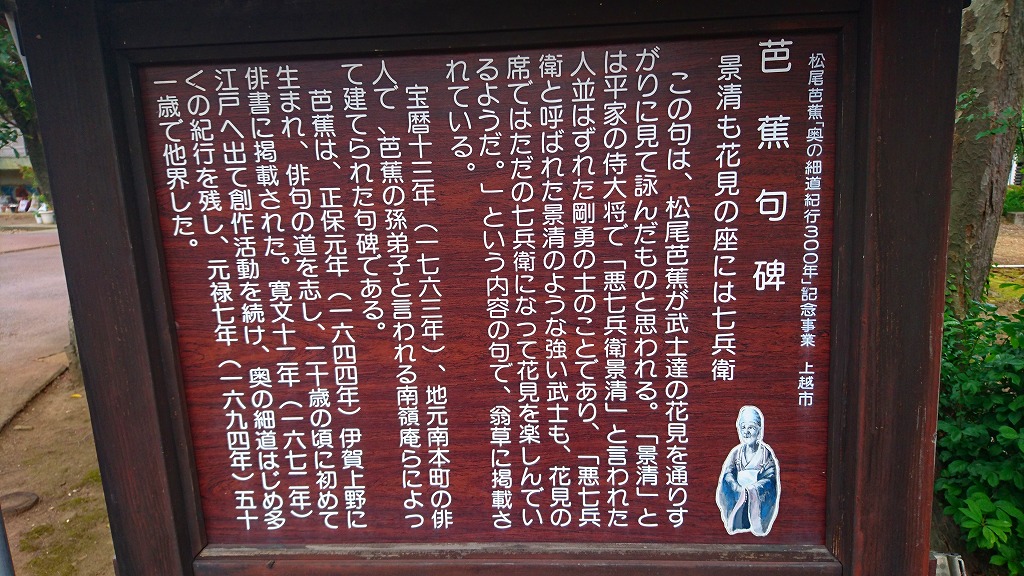 松尾芭蕉「奥の細道紀行300年」記念事業　上越市
芭蕉句碑
景清も花見の座には七兵衛
この句は、松尾芭蕉が武士達の花見を通りす
がりに見て詠んだものと思われる。「景清」と
は平家の侍大将で「悪七兵衛景清」と言われた
人並はずれた剛勇の士のことであり、「悪七兵
衛と呼ばれた景清のような強い武士も、花見の
席ではただの七兵衛になって花見を楽しんでい
るようだ。」という内容の句で、翁草に掲載さ
れている。
宝暦十三年（一七六三年）、地元南本町の俳
人で、芭蕉の孫弟子と言われる南嶺庵らによっ
て建てられた句碑である。
芭蕉は、正保元年（一六四四年）伊賀上野に
生まれ、俳句の道を志し、二十歳の頃に初めて
俳書に掲載された。寛文十二年（一六七二年）
江戸へ出て創作活動を続け、奥の細道はじめ多
くの紀行を残し、元禄七年（一六九四年）五十
一歳で他界した。